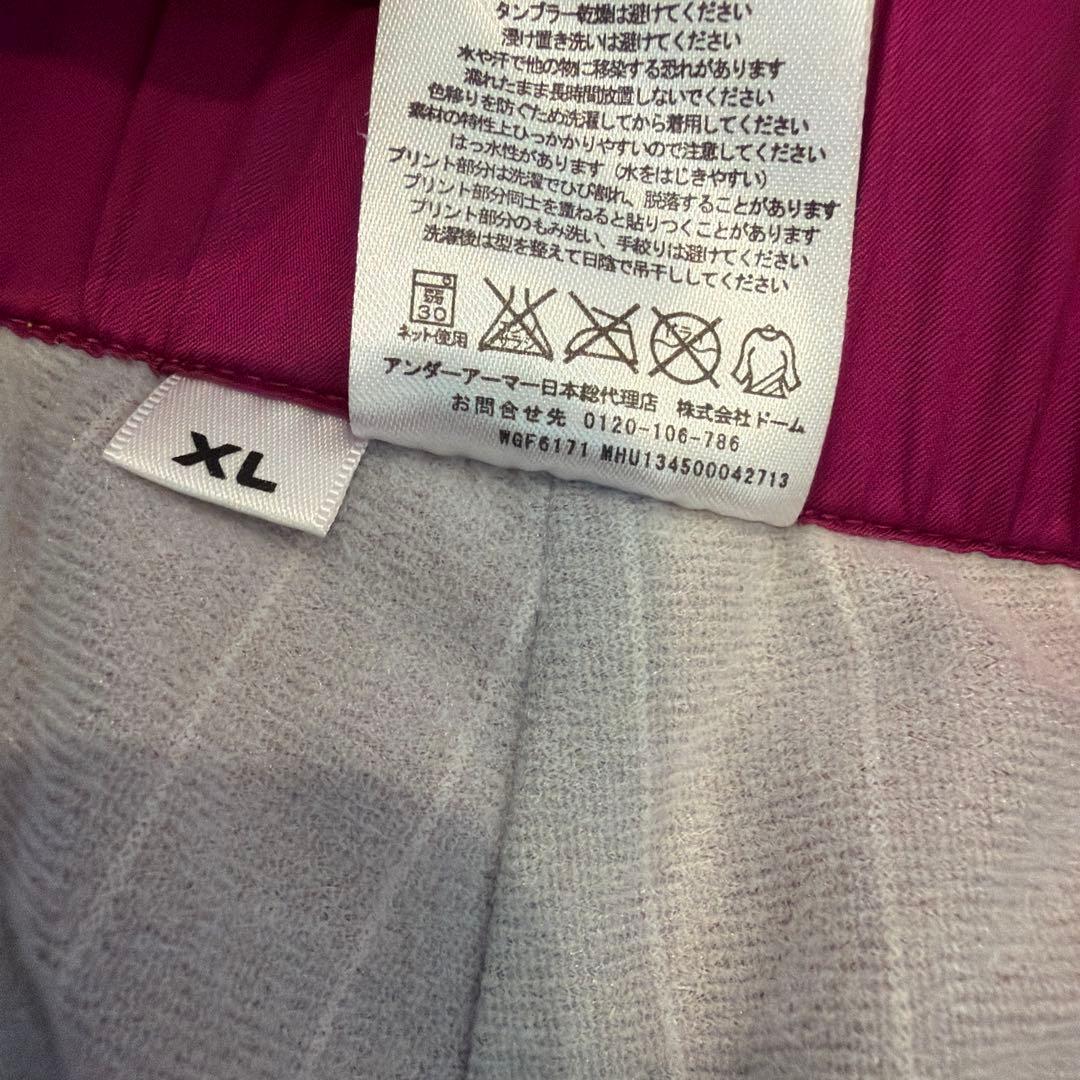 タンブラー乾燥は避けてください
浸け置き洗いは避けてください
水や汗で他の物に移染する恐れがあります
濡れたまま長時間放置しないでください
色移りを防ぐため洗濯してから着用してください
素材の特性上ひっかかりやすいので注意してください
はっ水性があります（水をはじきやすい）
プリント部分は洗濯でひび割れ、脱落することがあります
プリント部分同士を重ねると貼りつくことがあります
プリント部分のもみ洗い、手絞りは避けてください
洗濯後は型を整えて日陰で吊干ししてください
弱
30
ネット使用
エンソ
サラシ
ドライ
アンダーアーマー日本総代理店 株式会社ドーム
お問合せ先 0120-106-786
WGF6171 MHU134500042713
XL